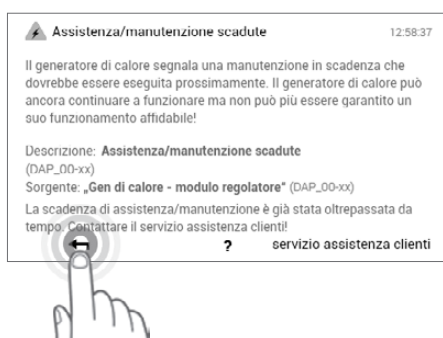 Assistenza/manutenzione scadute 12:58:37
Il generatore di calore segnala una manutenzione in scadenza che
dovrebbe essere eseguita prossimamente. Il generatore di calore può
ancora continuare a funzionare ma non può più essere garantito un
suo funzionamento affidabile!
Descrizione: Assistenza/manutenzione scadute
(DAP_00-xx)
Sorgente: „Gen di calore - modulo regolatore" (DAP_00-xx)
La scadenza di assistenza/manutenzione è già stata oltrepassata da
tempo. Contattare il servizio assistenza clienti!
? servizio assistenza clienti